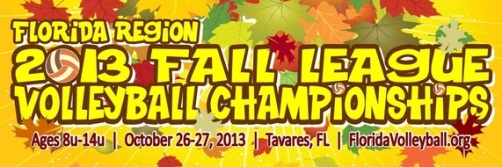 FLORIDA REGION
2013 FALL LEAGUE
VOLLEYBALL CHAMPIONSHIPS
Ages 8u-14u | October 26-27, 2013 | Tavares, FL | FloridaVolleyball.org